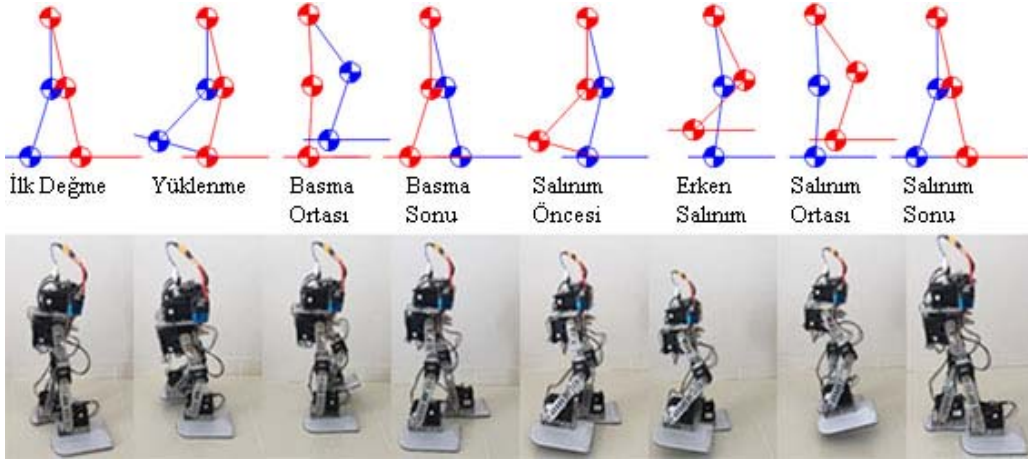 İlk Değme
Yüklenme
Basma
Ortası
Basma
Sonu
Salınım
Öncesi
Erken
Salınım
Salınım
Ortası
Salınım
Sonu